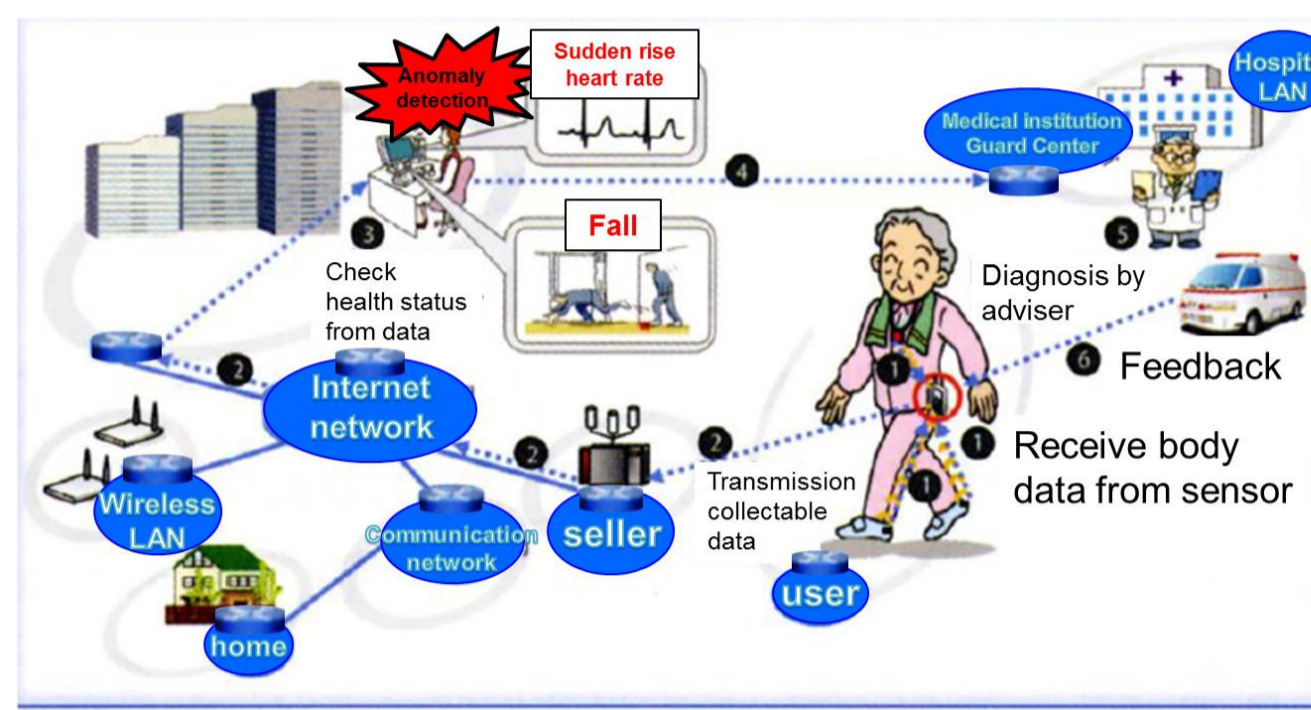 Sudden rise
heart rate
Anomaly
detection
Hospit
LAN
Medical institution
Guard Center
4
Fall
3
Check
health status
from data
5
Diagnosis by
adviser
6
Feedback
2
Internet
network
1
2
2
1
Receive body
data from sensor
1
Transmission
collectable
data
Wireless
LAN
Communication
network
seller
user
home